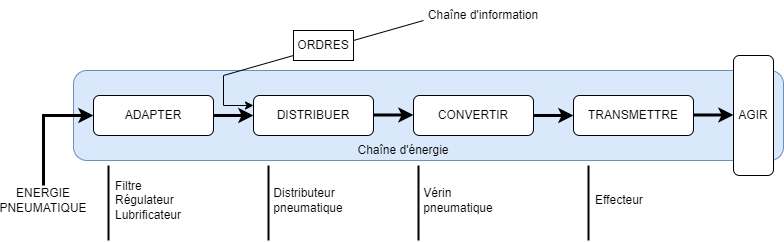 Chaîne d'information
ORDRES
ADAPTER
DISTRIBUER
CONVERTIR
TRANSMETTRE
AGIR
Chaîne d'énergie
ENERGIE
PNEUMATIQUE
Filtre
Régulateur
Lubrificateur
Distributeur
pneumatique
Vérin
pneumatique
Effecteur